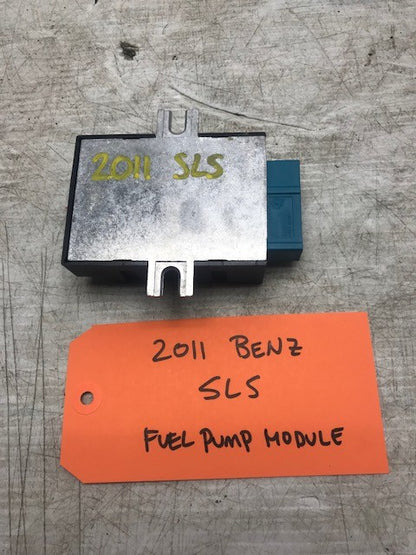 2011 SLS
2011 BENZ
SLS
FUEL PUMP MODULE